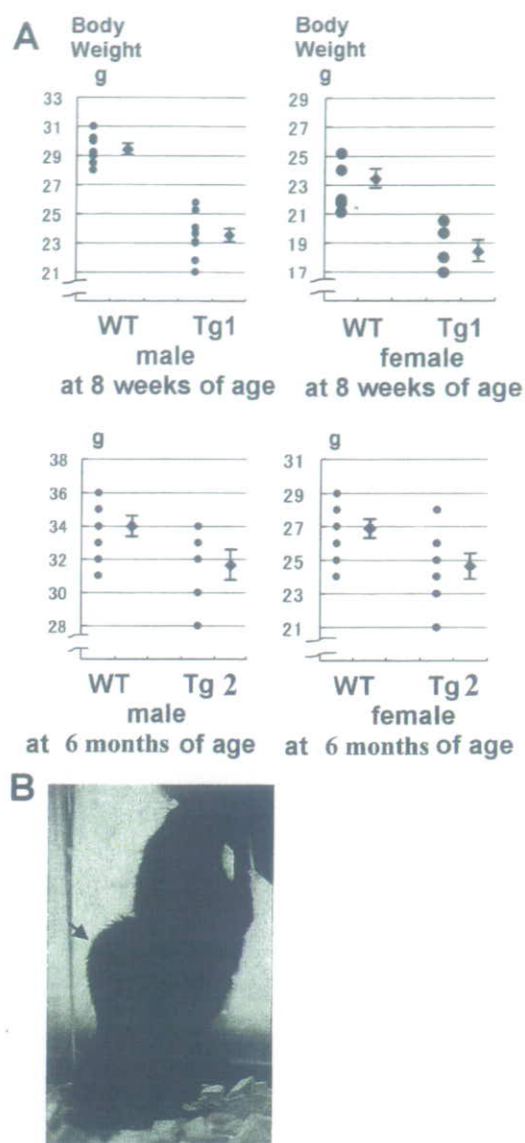 A
Body
Weight
g
33
31
29
27
25
23
21
WT Tg1
male
at 8 weeks of age
Body
Weight
g
29
27
25
23
21
19
17
WT Tg1
female
at 8 weeks of age
g
38
36
34
32
30
28
WT Tg 2
male
at 6 months of age
g
31
29
27
25
23
21
WT Tg 2
female
at 6 months of age
B